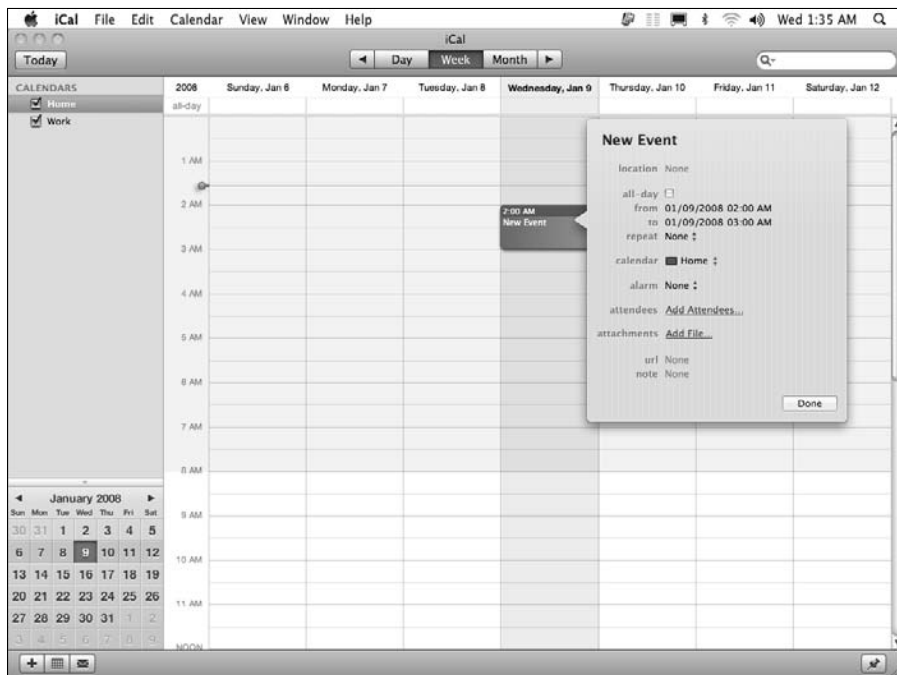 iCal File Edit Calendar View Window Help Wed 1:35 AM
iCal
Today Day Week Month
CALENDARS
Home
Work
2008 Sunday, Jan 6 Monday, Jan 7 Tuesday, Jan 8 Wednesday, Jan 9 Thursday, Jan 10 Friday, Jan 11 Saturday, Jan 12
all-day
1 AM
2 AM
3 AM
4 AM
5 AM
6 AM
7 AM
8 AM
9 AM
10 AM
11 AM
NOON
2:00 AM
New Event
New Event
location None
all-day
from 01/09/2008 02:00 AM
to 01/09/2008 03:00 AM
repeat None
calendar Home
alarm None
attendees Add Attendees...
attachments Add File...
url None
note None
Done
January 2008
Sun Mon Tue Wed Thu Fri Sat
30 31 1 2 3 4 5
6 7 8 9 10 11 12
13 14 15 16 17 18 19
20 21 22 23 24 25 26
27 28 29 30 31 1 2
3 4 5 6 7 8 9